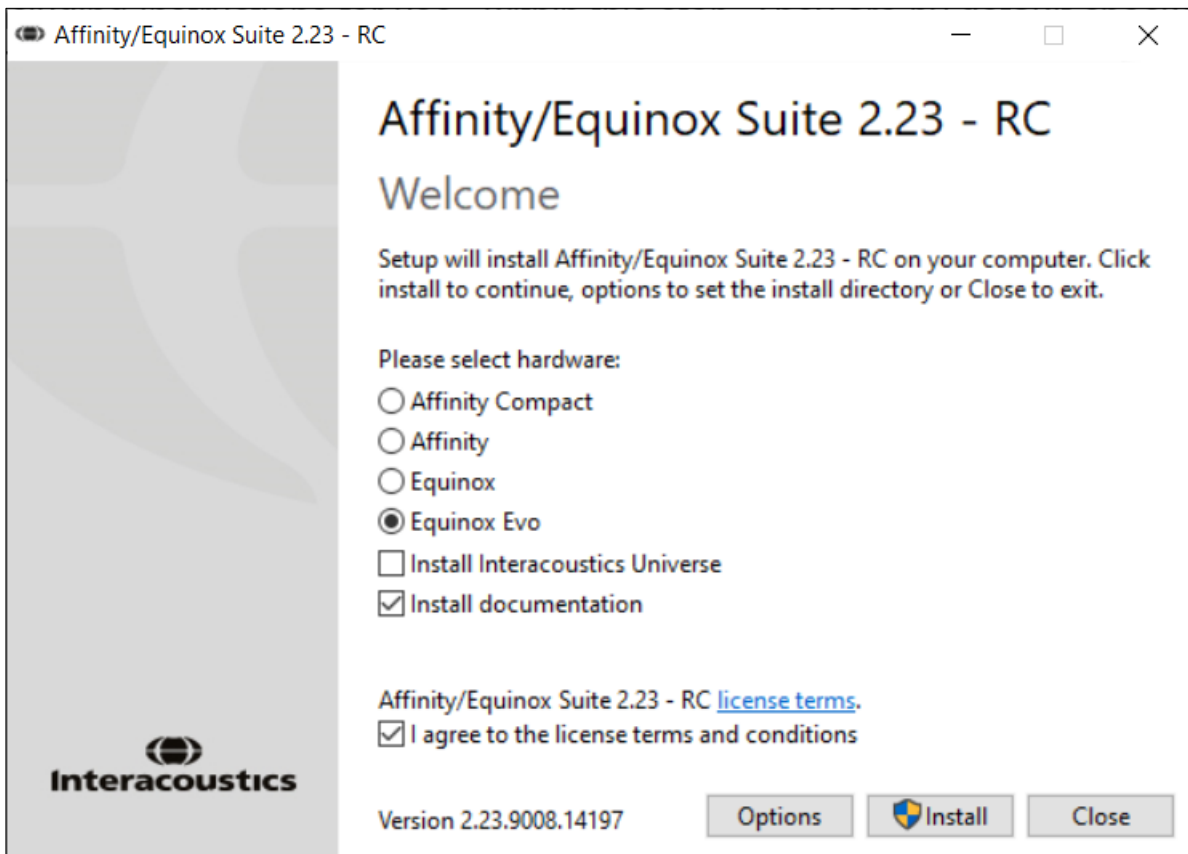 Affinity/Equinox Suite 2.23 - RC
Affinity/Equinox Suite 2.23 - RC
Welcome
Setup will install Affinity/Equinox Suite 2.23 - RC on your computer. Click
install to continue, options to set the install directory or Close to exit.
Please select hardware:
Affinity Compact
Affinity
Equinox
Equinox Evo
Install Interacoustics Universe
Install documentation
Affinity/Equinox Suite 2.23 - RC license terms.
I agree to the license terms and conditions
Interacoustics
Version 2.23.9008.14197
Options
Install
Close